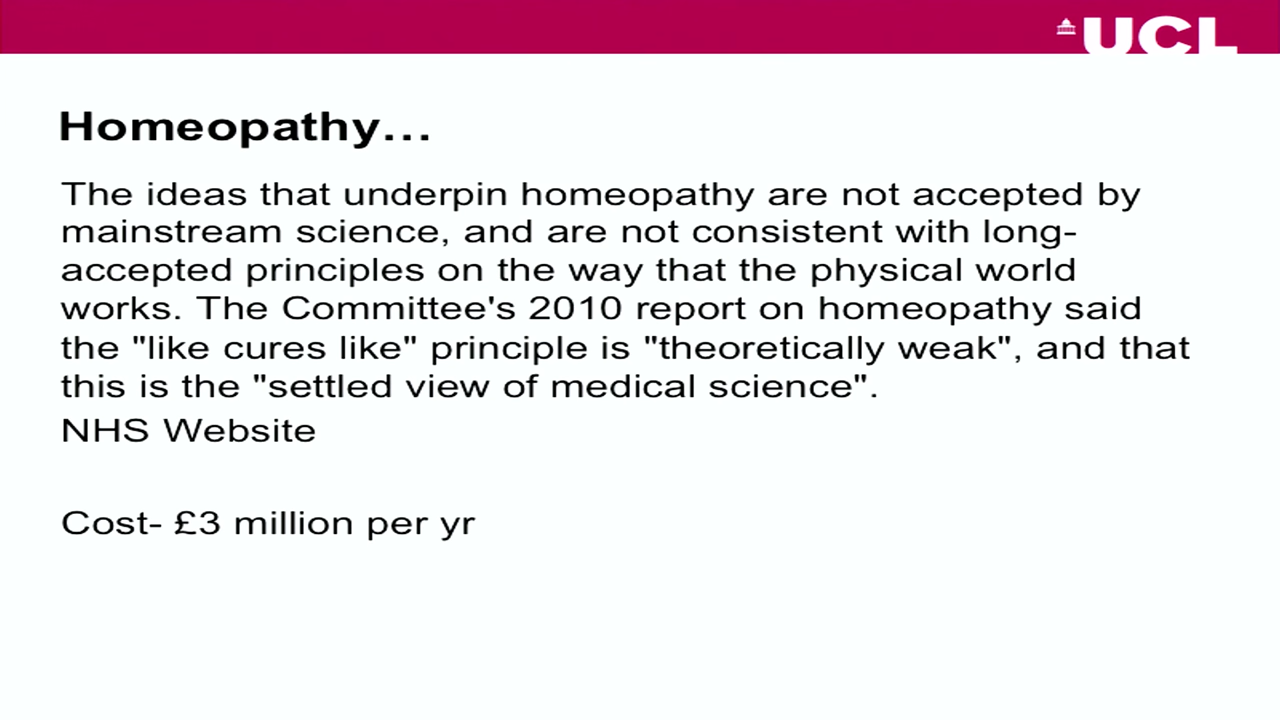 UCL
Homeopathy...
The ideas that underpin homeopathy are not accepted by
mainstream science, and are not consistent with long-
accepted principles on the way that the physical world
works. The Committee's 2010 report on homeopathy said
the "like cures like" principle is "theoretically weak", and that
this is the "settled view of medical science".
NHS Website
Cost- £3 million per yr